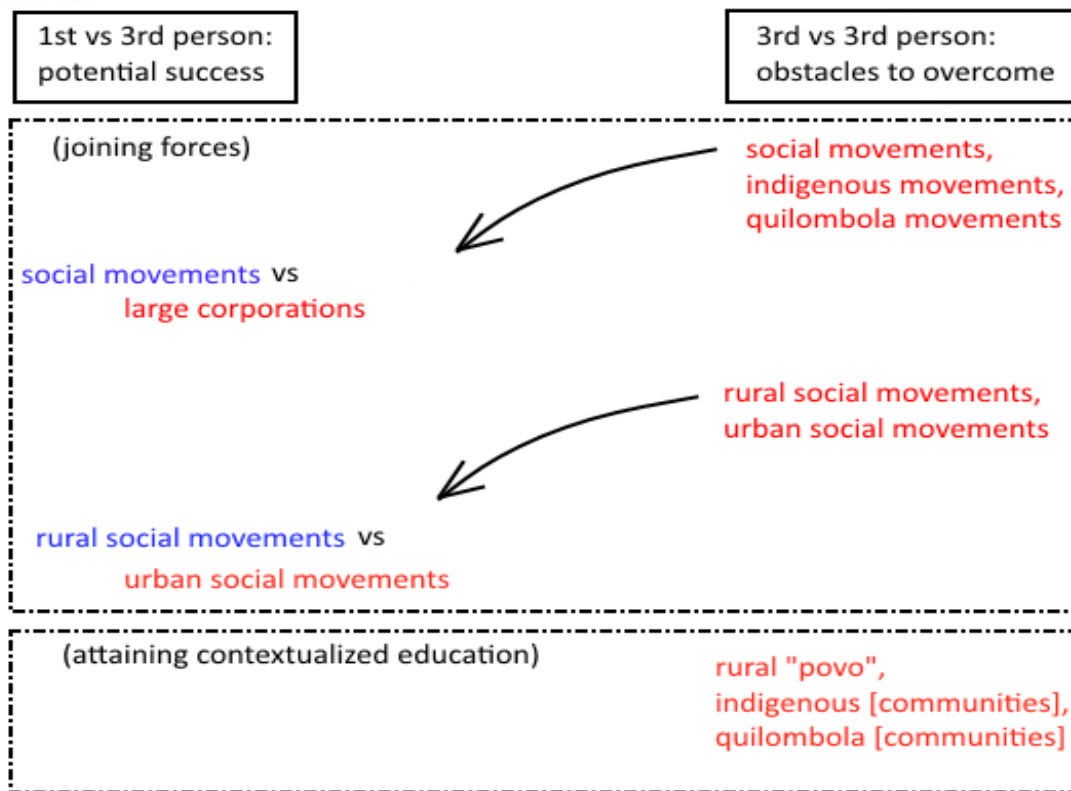 1st vs 3rd person:
potential success
3rd vs 3rd person:
obstacles to overcome
(joining forces)
social movements,
indigenous movements,
quilombola movements
social movements vs
large corporations
rural social movements,
urban social movements
rural social movements vs
urban social movements
(attaining contextualized education)
rural "povo",
indigenous [communities],
quilombola [communities]